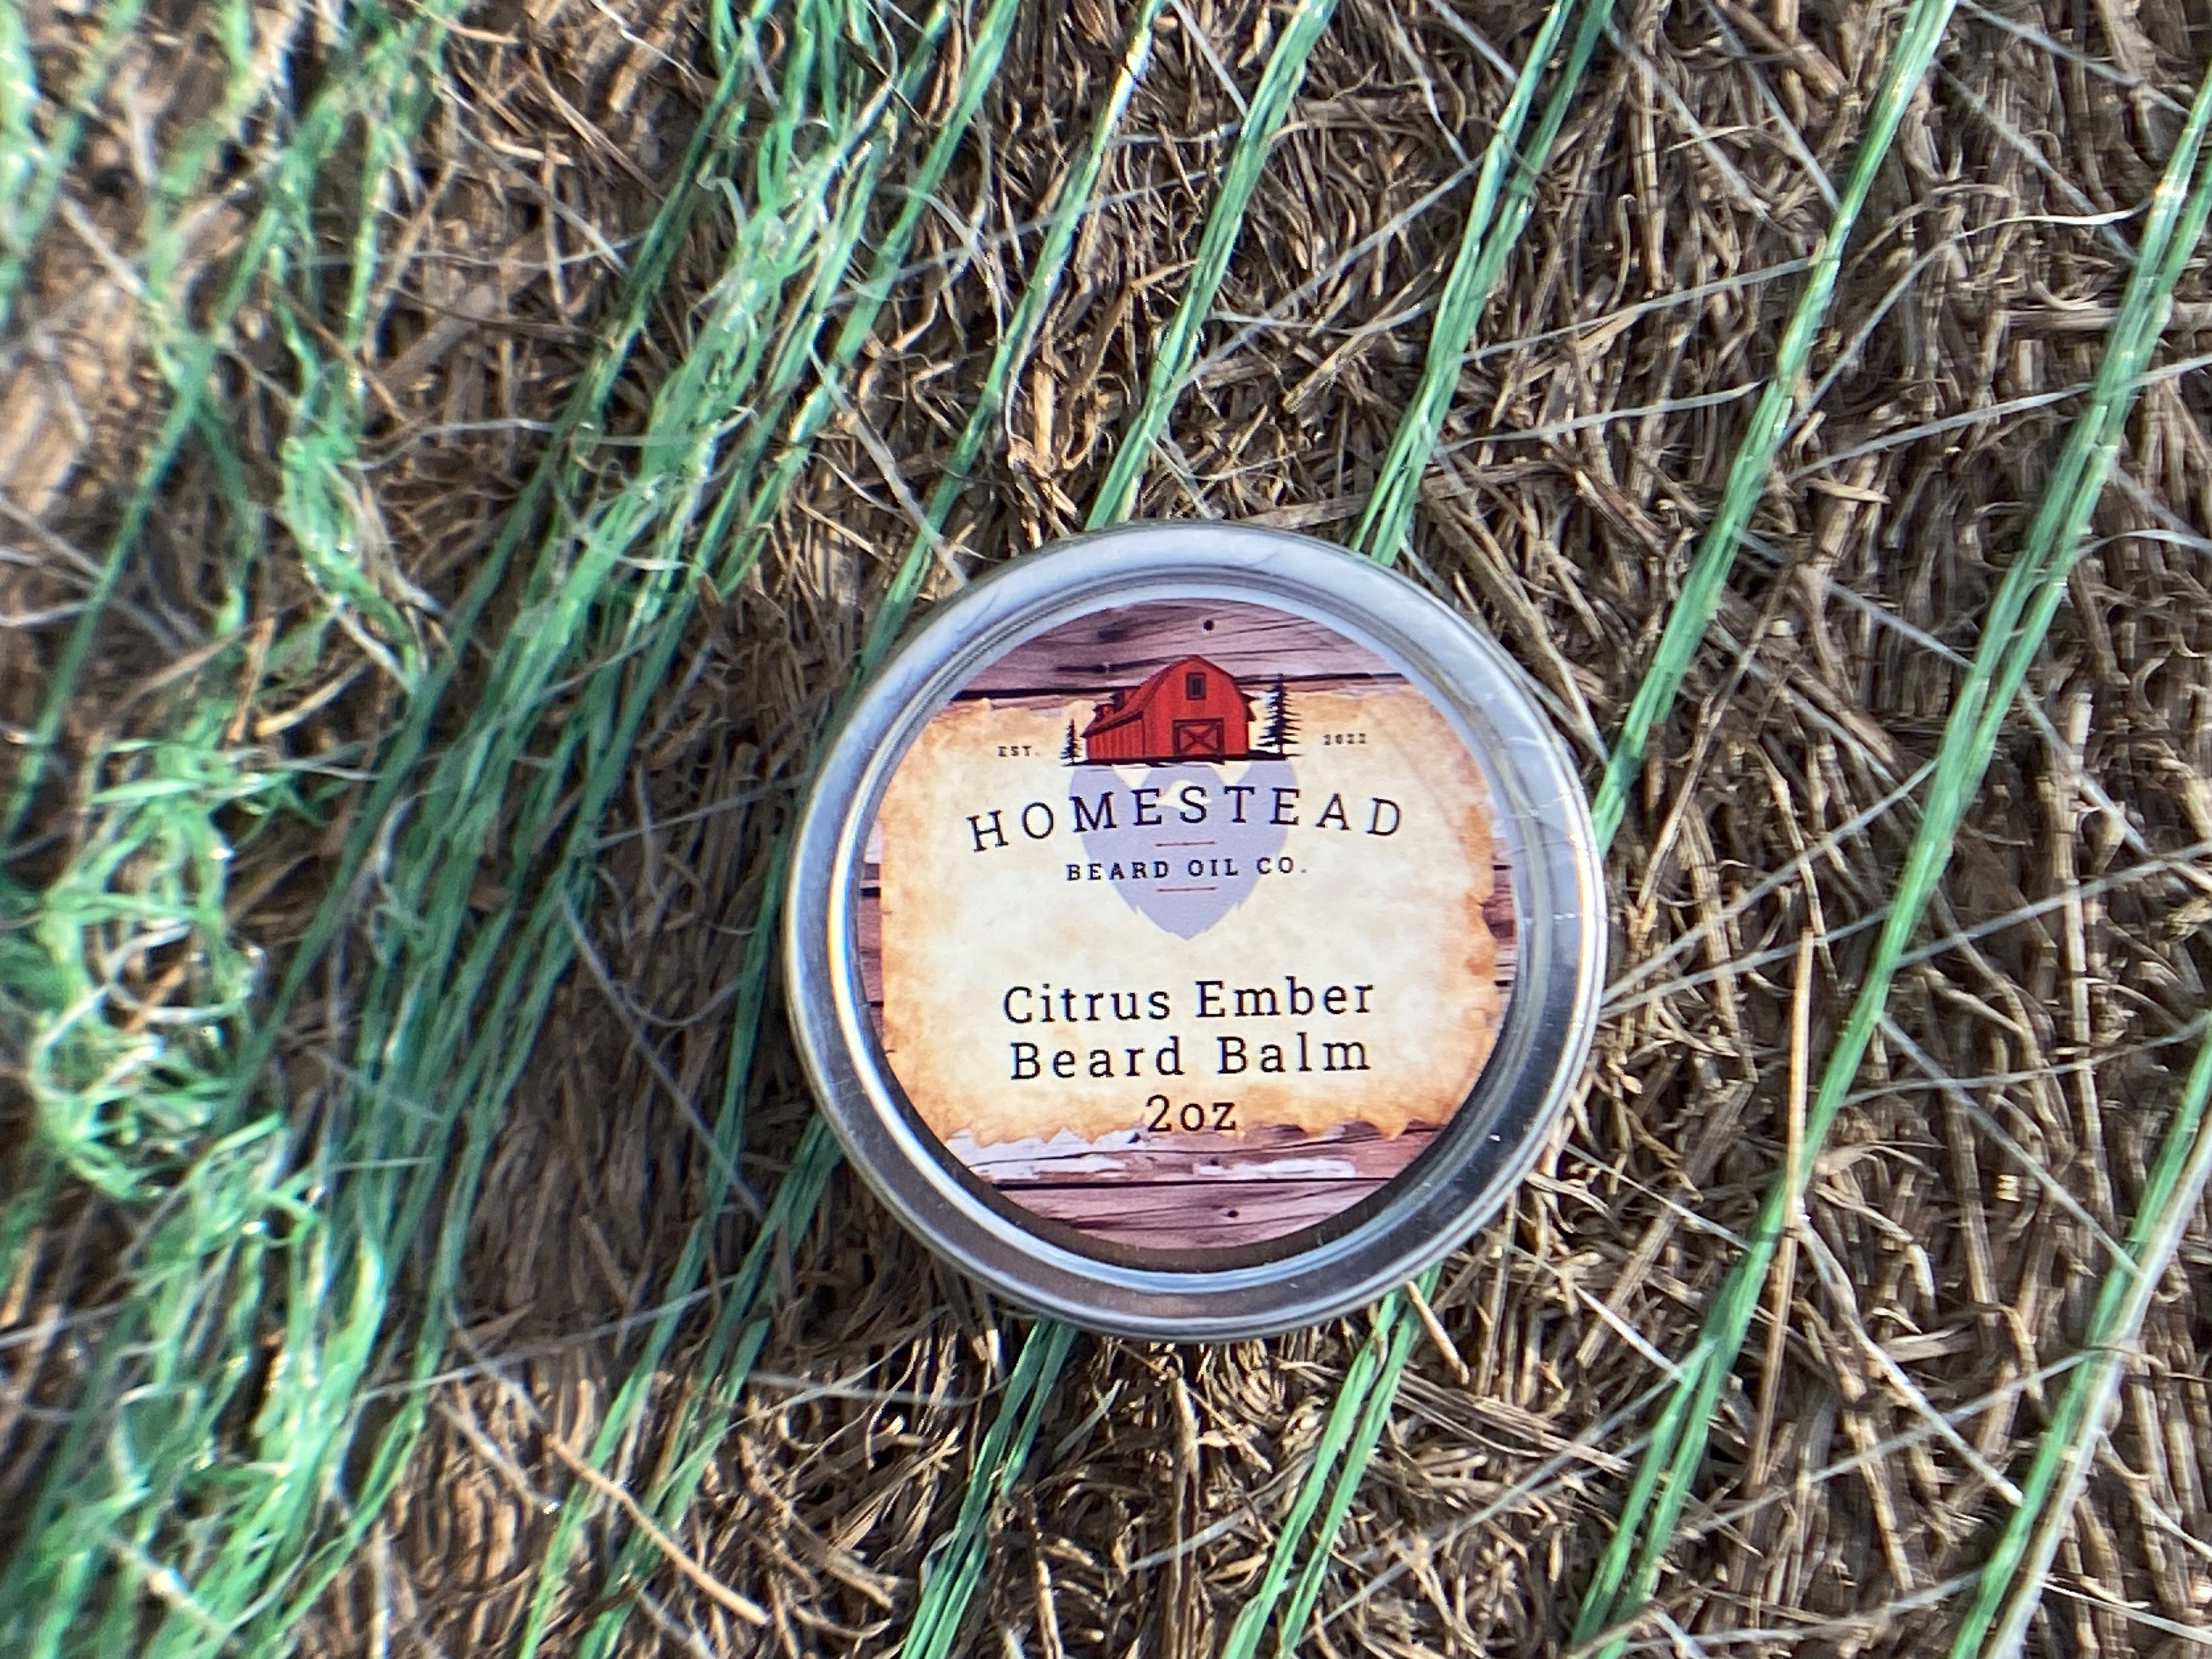 EST. 2022
HOMESTEAD
BEARD OIL CO.
Citrus Ember
Beard Balm
2oz